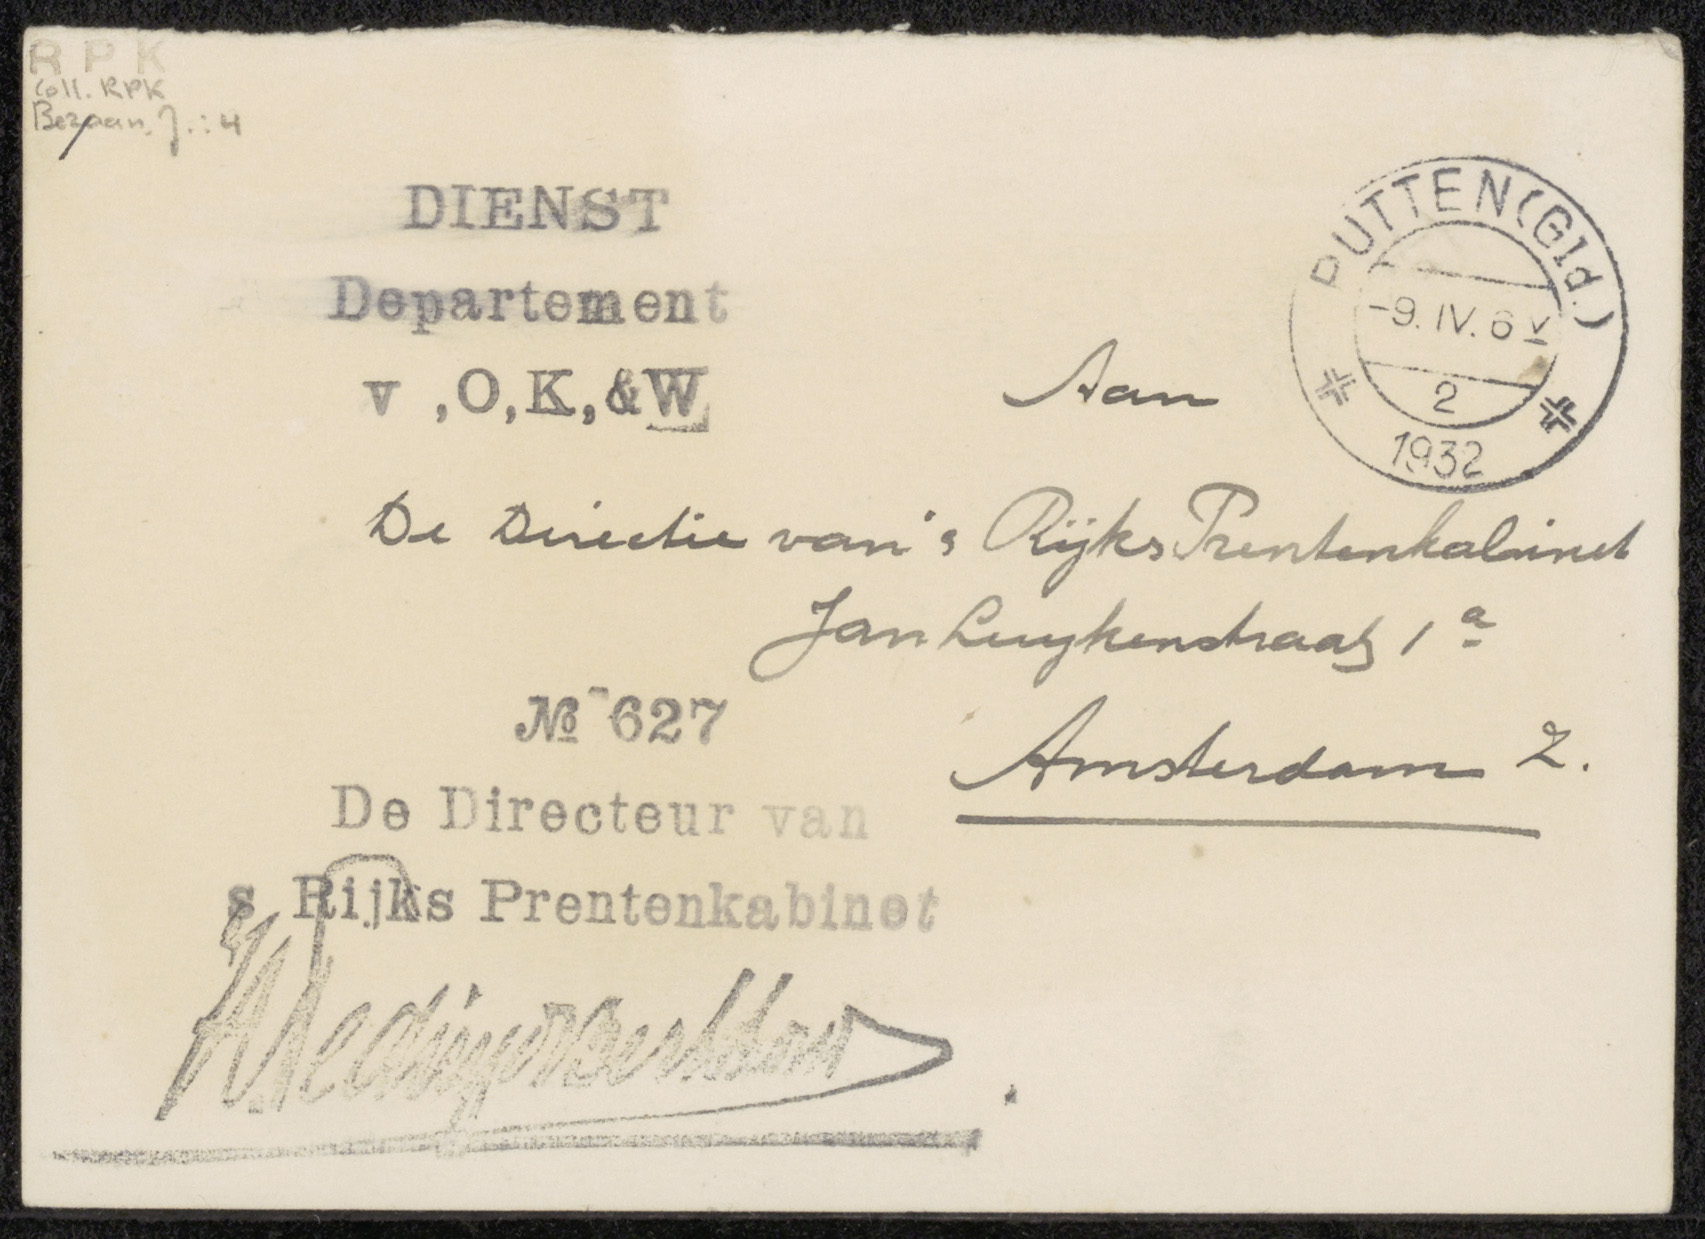 RPK
Coll. RPK
Bezaan, J.: 4
DIENST
Departement
v ,O,K,&W
PUTTEN (Gld.)
-9. IV. 6 V
2
1932
Aan
De Directie van 's Rijks Prentenkabinet
Jan Luykenstraat 1a
Amsterdam Z.
№ 627
De Directeur van
s Rijks Prentenkabinet